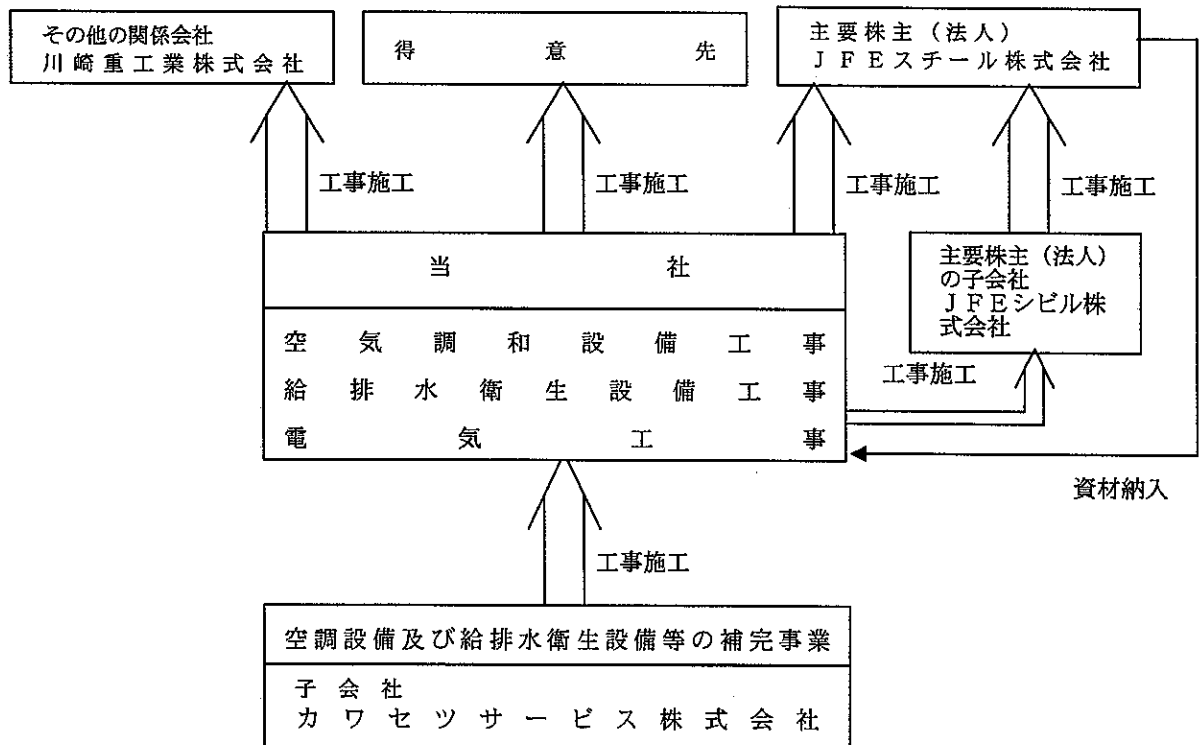 その他の関係会社
川崎重工業株式会社
得意先
主要株主（法人）
ＪＦＥスチール株式会社
工事施工
工事施工
工事施工
工事施工
当社
空気調和設備工事
給排水衛生設備工事
電気工事
主要株主（法人）
の子会社
ＪＦＥシビル株
式会社
工事施工
資材納入
工事施工
空調設備及び給排水衛生設備等の補完事業
子会社
カワセツサービス株式会社